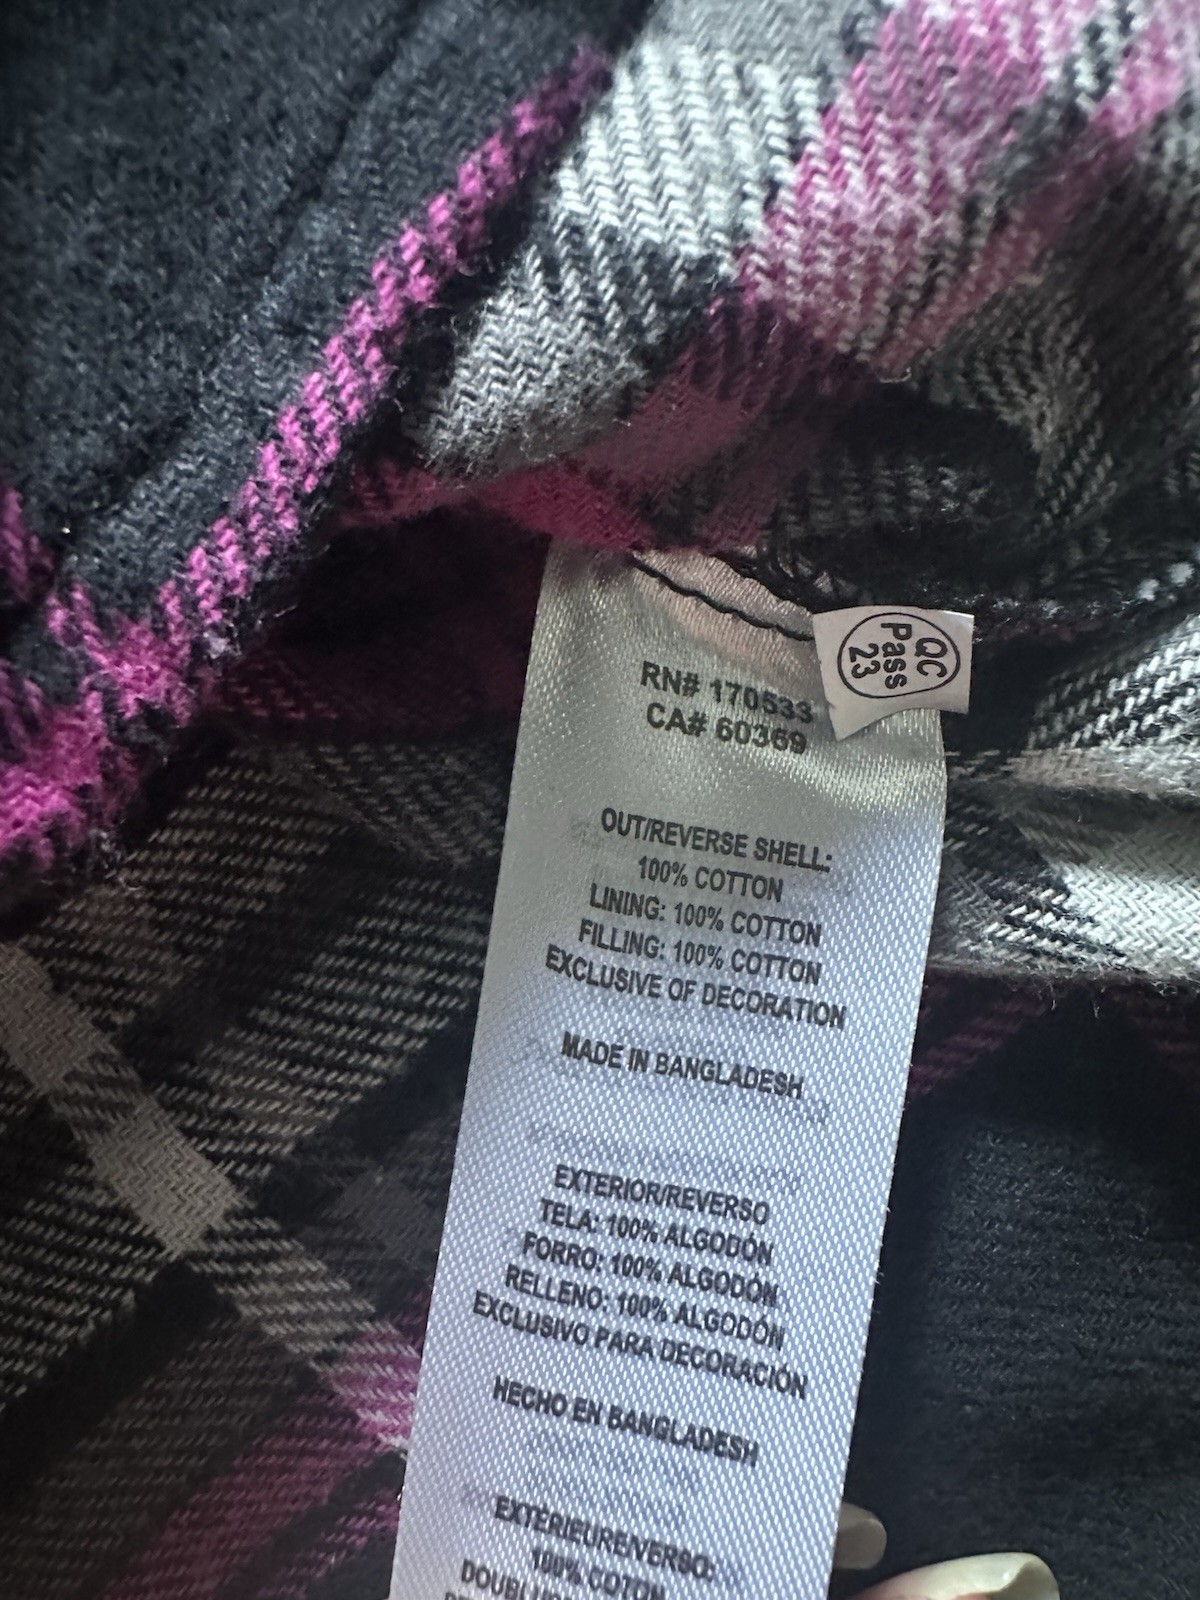 QC
Pass
23
RN# 170533
CA# 60369
OUT/REVERSE SHELL:
100% COTTON
LINING: 100% COTTON
FILLING: 100% COTTON
EXCLUSIVE OF DECORATION
MADE IN BANGLADESH
EXTERIOR/REVERSO
TELA: 100% ALGODÓN
FORRO: 100% ALGODÓN
RELLENO: 100% ALGODÓN
EXCLUSIVO PARA DECORACIÓN
HECHO EN BANGLADESH
EXTÉRIEURE/VERSO:
100% COTON